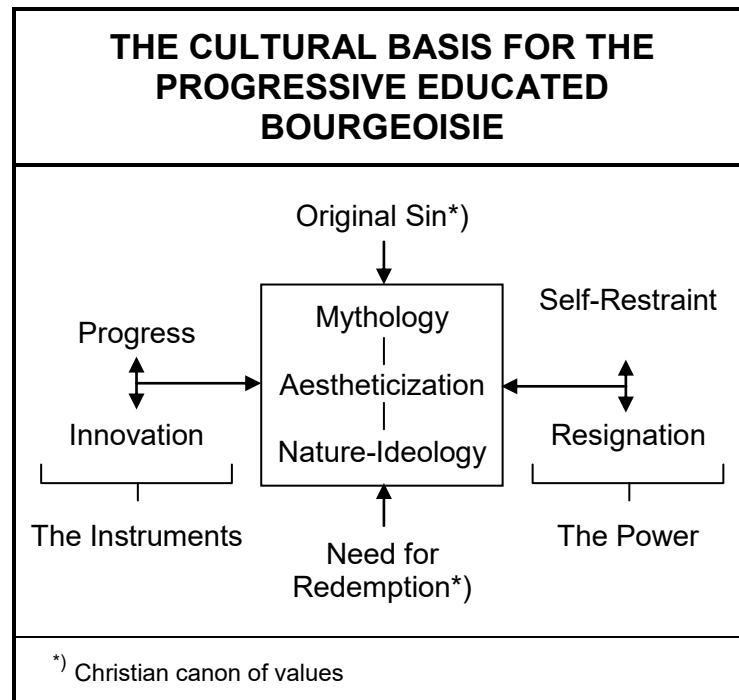 THE CULTURAL BASIS FOR THE
PROGRESSIVE EDUCATED
BOURGEOISIE
Original Sin*)
Mythology
Aestheticization
Nature-Ideology
Progress
Innovation
The Instruments
Self-Restraint
Resignation
The Power
Need for
Redemption*)
*) Christian canon of values